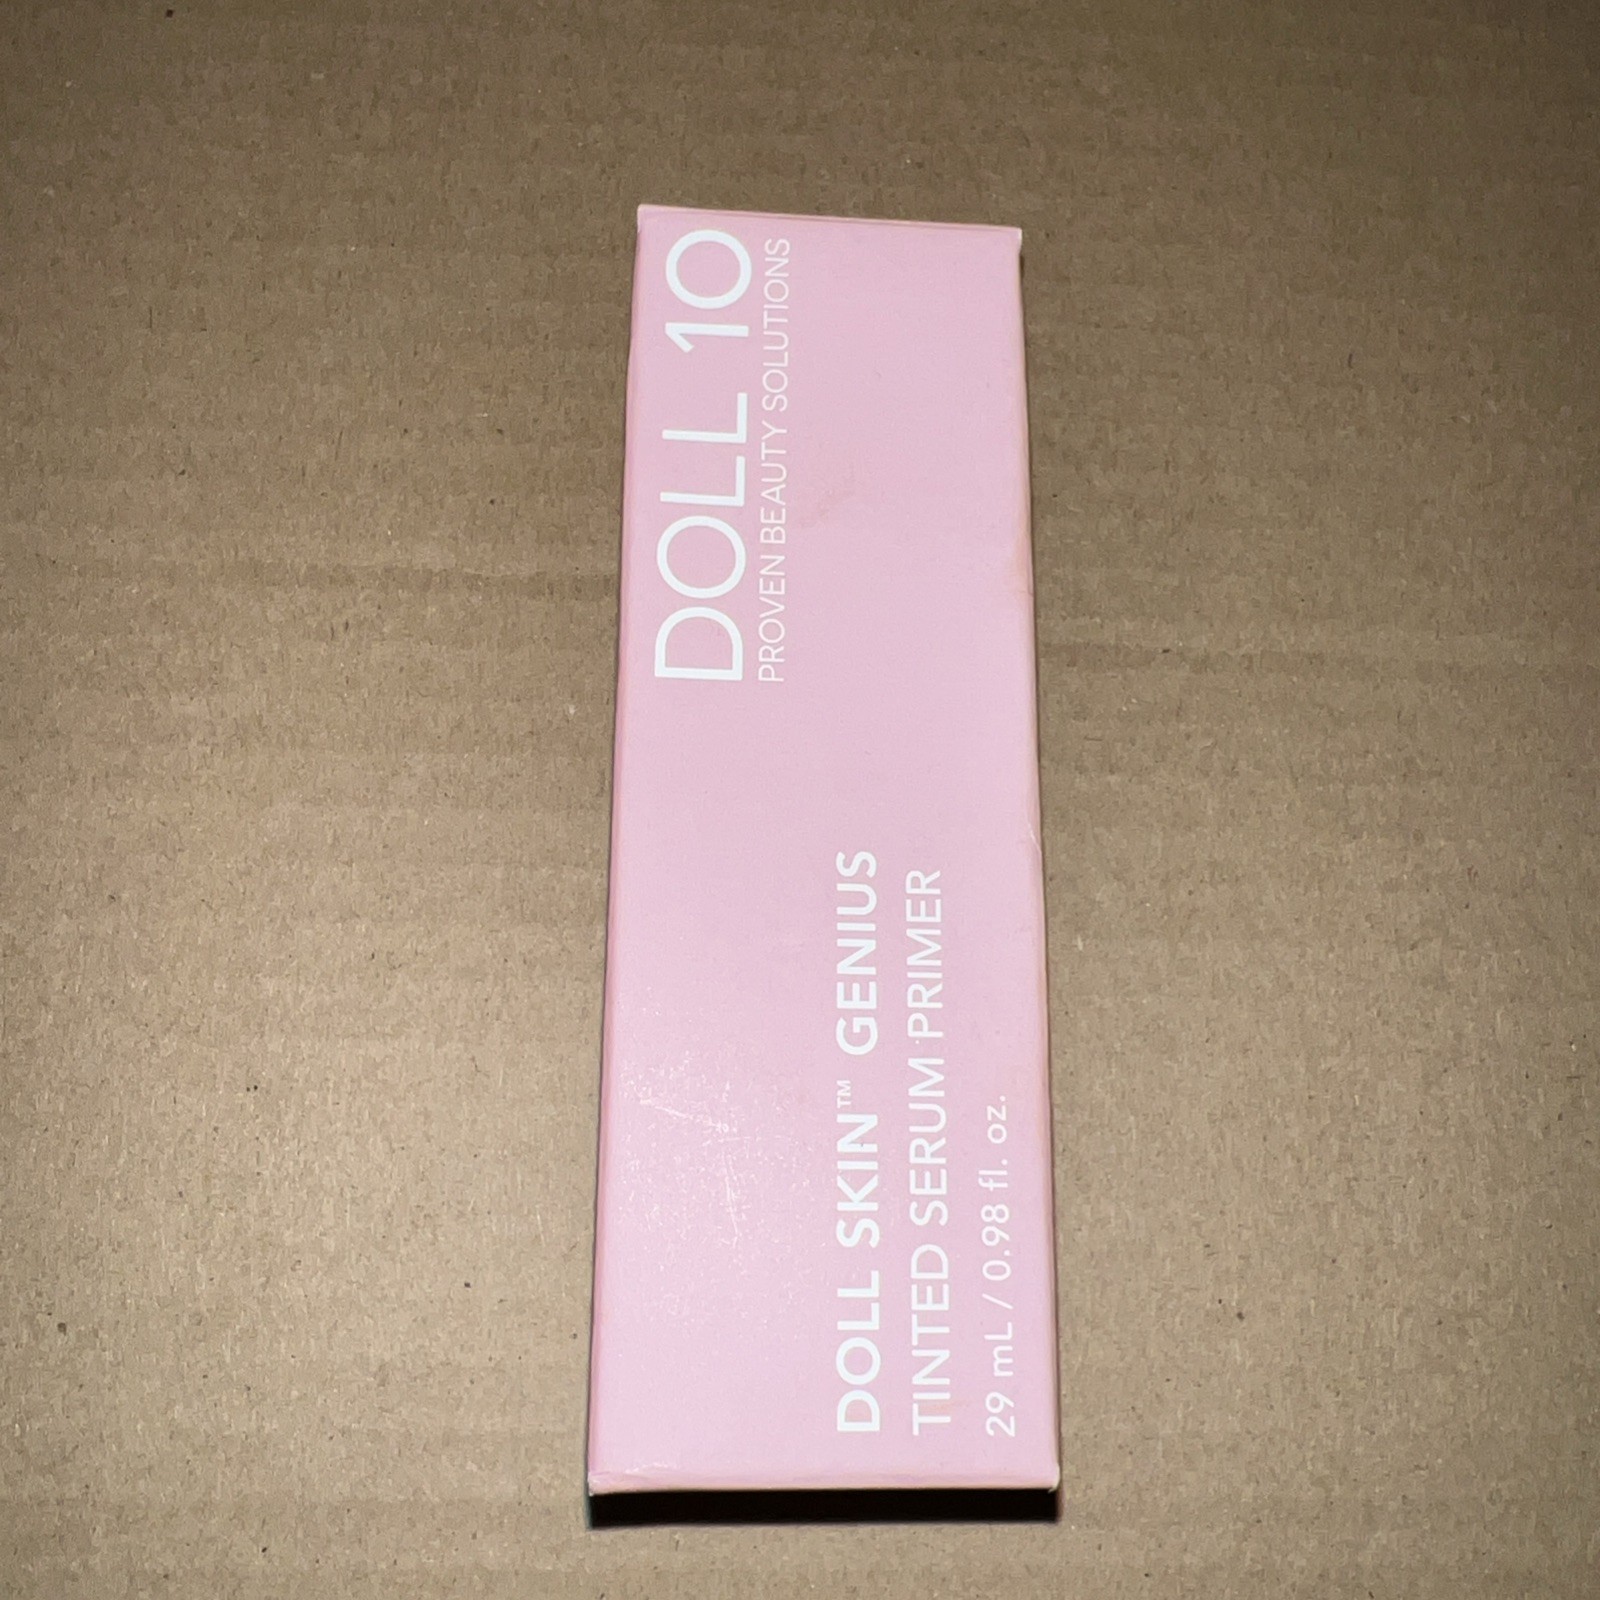 DOLL 10
PROVEN BEAUTY SOLUTIONS
DOLL SKIN™ GENIUS
TINTED SERUM PRIMER
29 mL / 0.98 fl. oz.